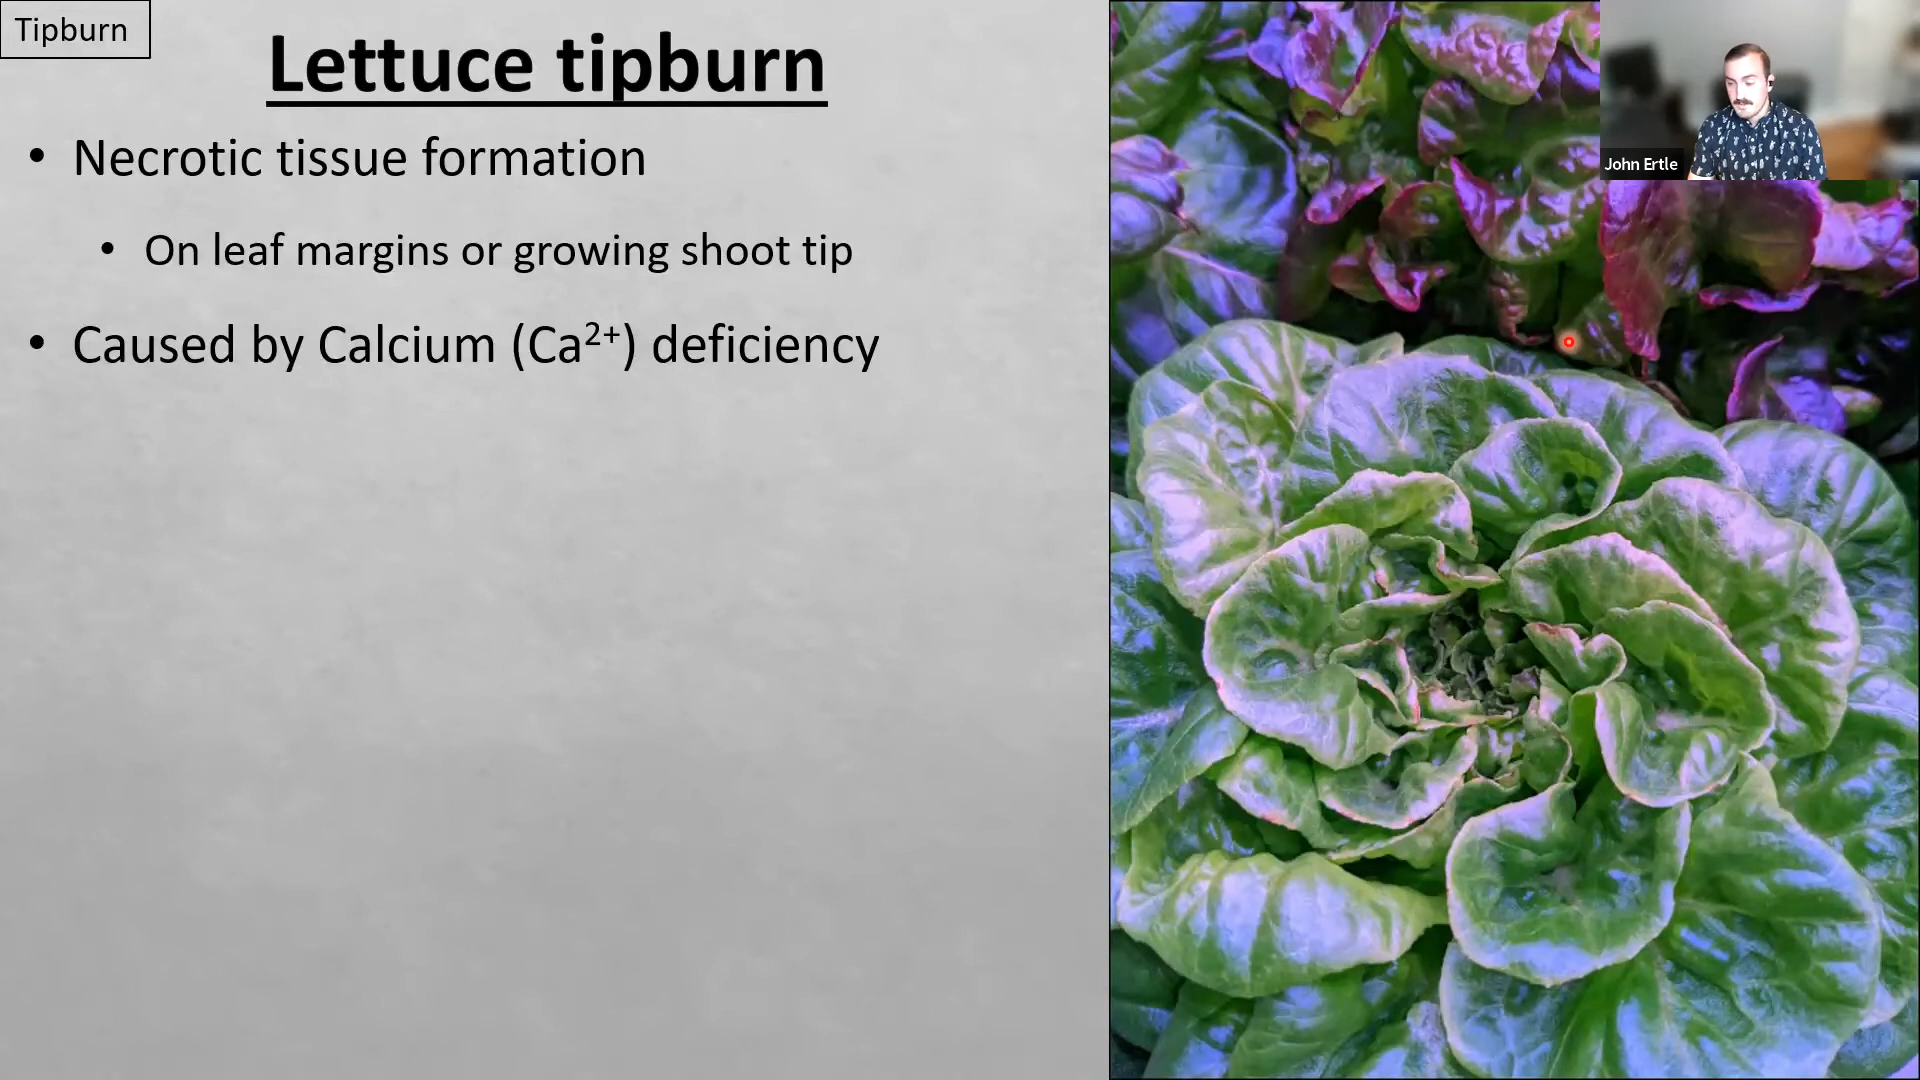 Tipburn
Lettuce tipburn
• Necrotic tissue formation
• On leaf margins or growing shoot tip
• Caused by Calcium (Ca²⁺) deficiency
John Ertle